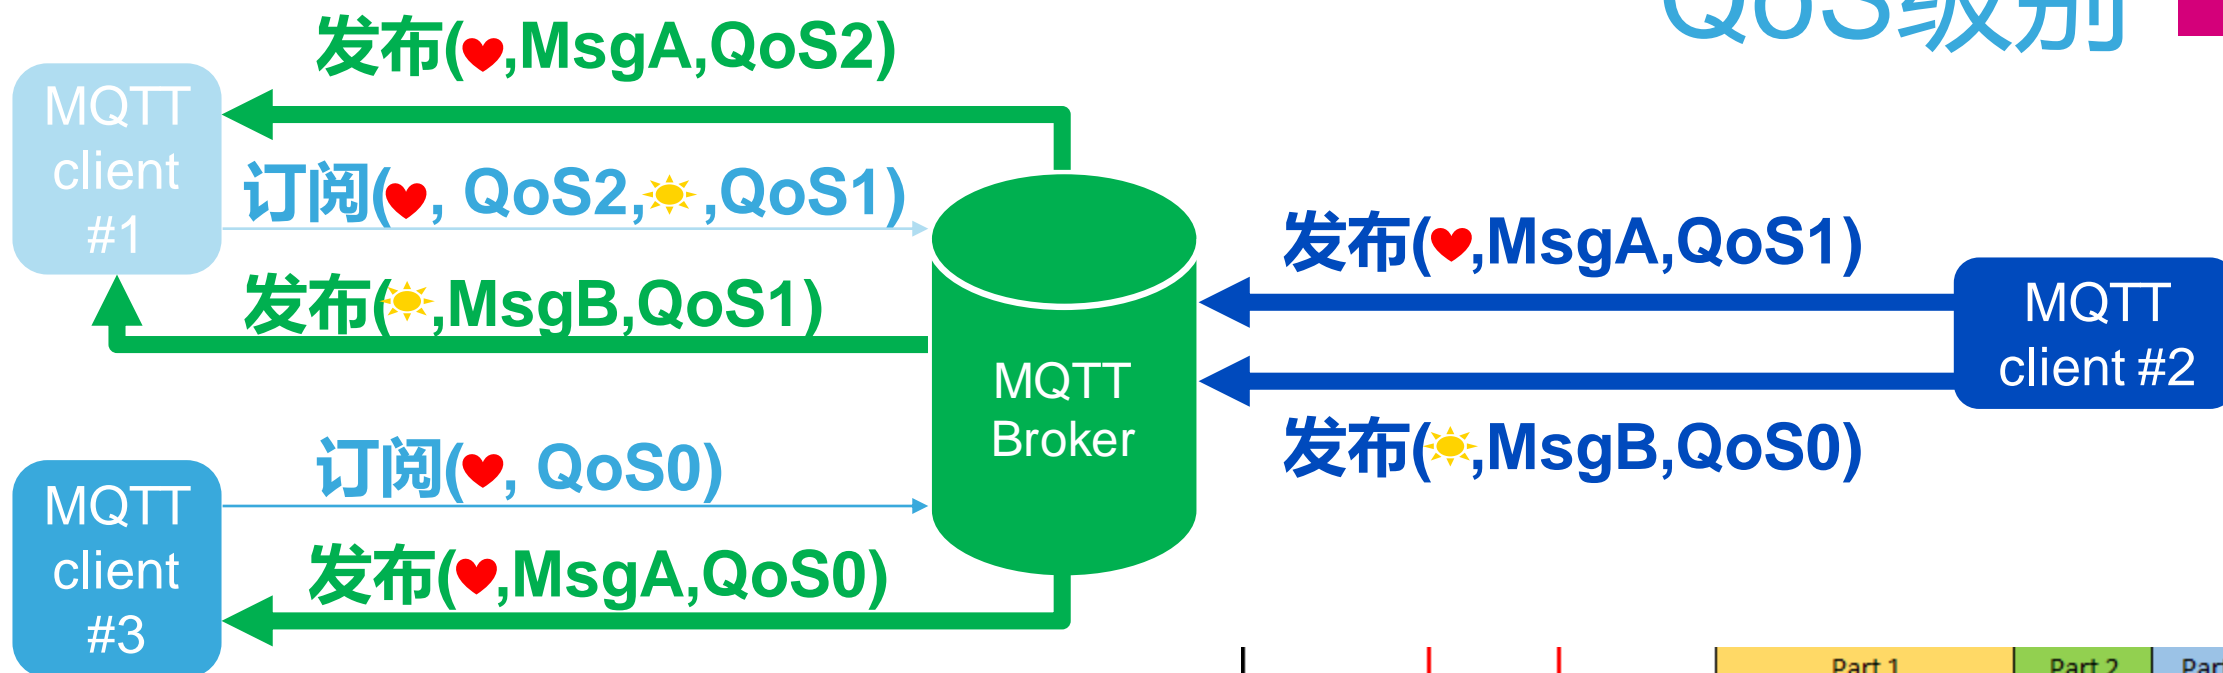 QoS级别
发布(❤,MsgA,QoS2)
MQTT
client
#1
订阅(❤, QoS2,☀,QoS1)
发布(☀,MsgB,QoS1)
MQTT
Broker
发布(❤,MsgA,QoS1)
MQTT
client #2
发布(☀,MsgB,QoS0)
订阅(❤, QoS0)
MQTT
client
#3
发布(❤,MsgA,QoS0)
Part 1
Part 2
Part